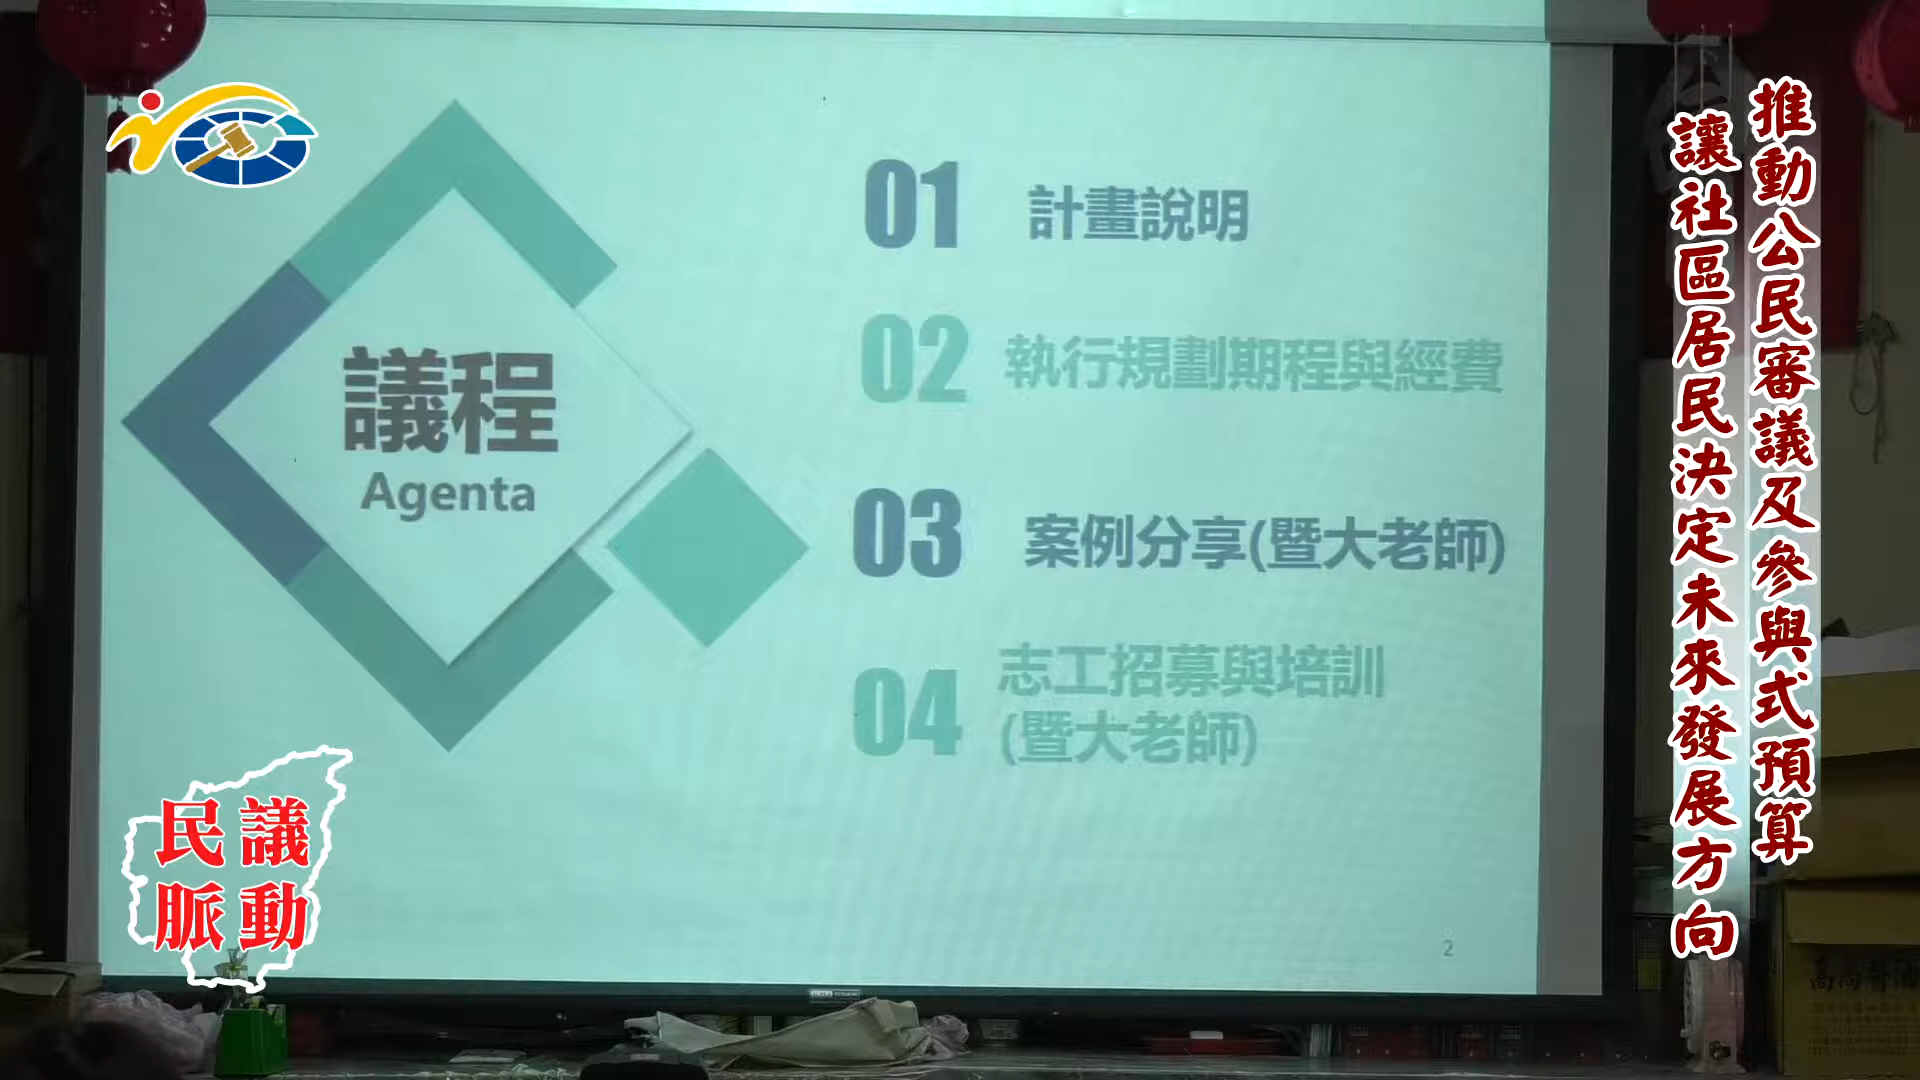 推動公民審議及參與式預算
讓社區居民決定未來發展方向
議程
Agenta
01 計畫說明
02 執行規劃期程與經費
03 案例分享(暨大老師)
04 志工招募與培訓
(暨大老師)
2
民議
脈動